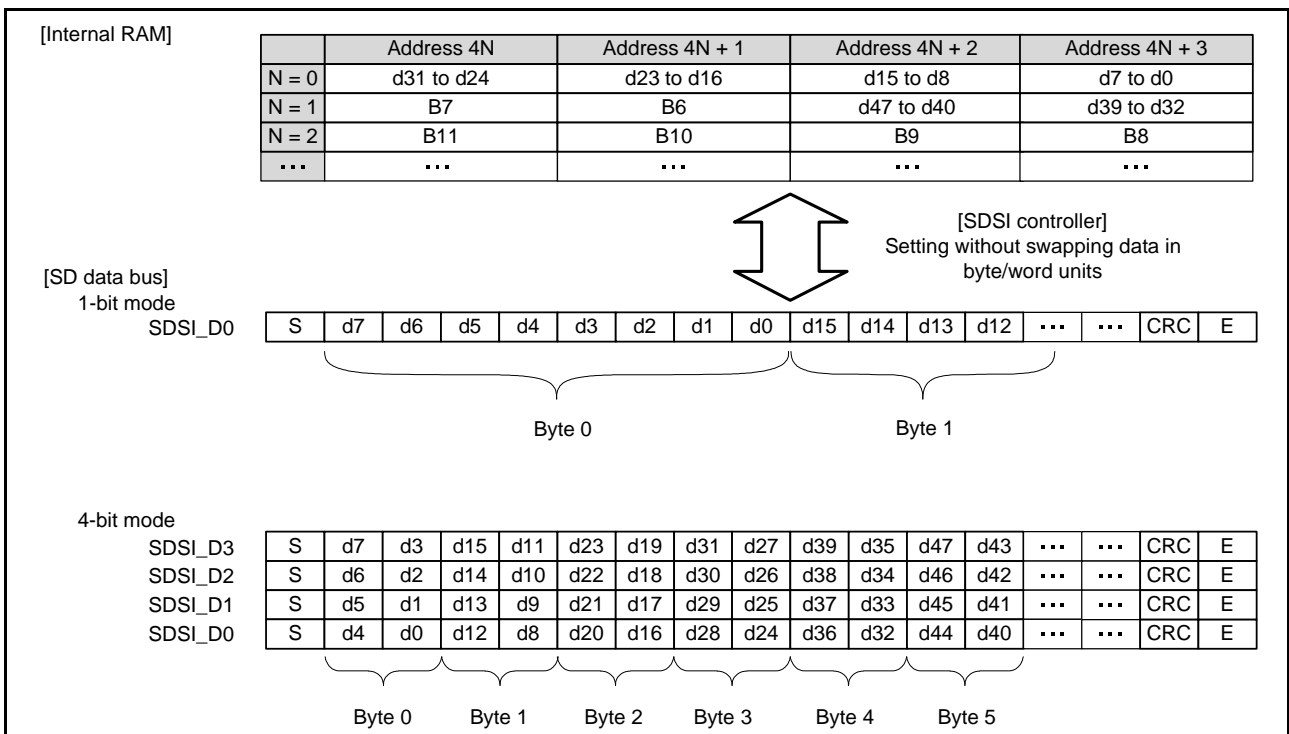 [Internal RAM]
Address 4N Address 4N + 1 Address 4N + 2 Address 4N + 3
N = 0 d31 to d24 d23 to d16 d15 to d8 d7 to d0
N = 1 B7 B6 d47 to d40 d39 to d32
N = 2 B11 B10 B9 B8
... ... ... ... ...
[SDSI controller]
Setting without swapping data in
byte/word units
[SD data bus]
1-bit mode
SDSI_D0 S d7 d6 d5 d4 d3 d2 d1 d0 d15 d14 d13 d12 ... ... CRC E
Byte 0 Byte 1
4-bit mode
SDSI_D3 S d7 d3 d15 d11 d23 d19 d31 d27 d39 d35 d47 d43 ... ... CRC E
SDSI_D2 S d6 d2 d14 d10 d22 d18 d30 d26 d38 d34 d46 d42 ... ... CRC E
SDSI_D1 S d5 d1 d13 d9 d21 d17 d29 d25 d37 d33 d45 d41 ... ... CRC E
SDSI_D0 S d4 d0 d12 d8 d20 d16 d28 d24 d36 d32 d44 d40 ... ... CRC E
Byte 0 Byte 1 Byte 2 Byte 3 Byte 4 Byte 5